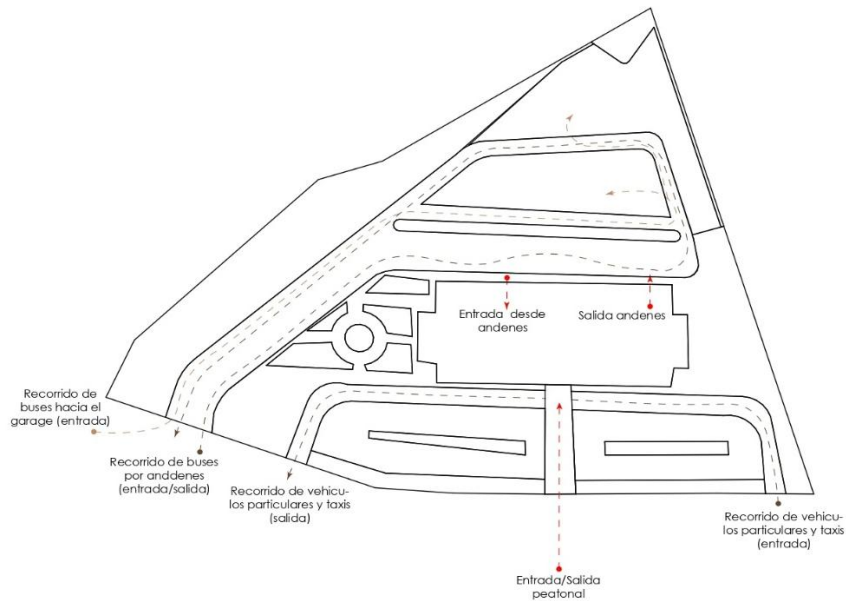 Entrada desde
andenes
Salida andenes
Recorrido de
buses hacia el
garage (entrada)
Recorrido de buses
por anddenes
(entrada/salida)
Recorrido de vehicu-
los particulares y taxis
(salida)
Recorrido de vehicu-
los particulares y taxis
(entrada)
Entrada/Salida
peatonal